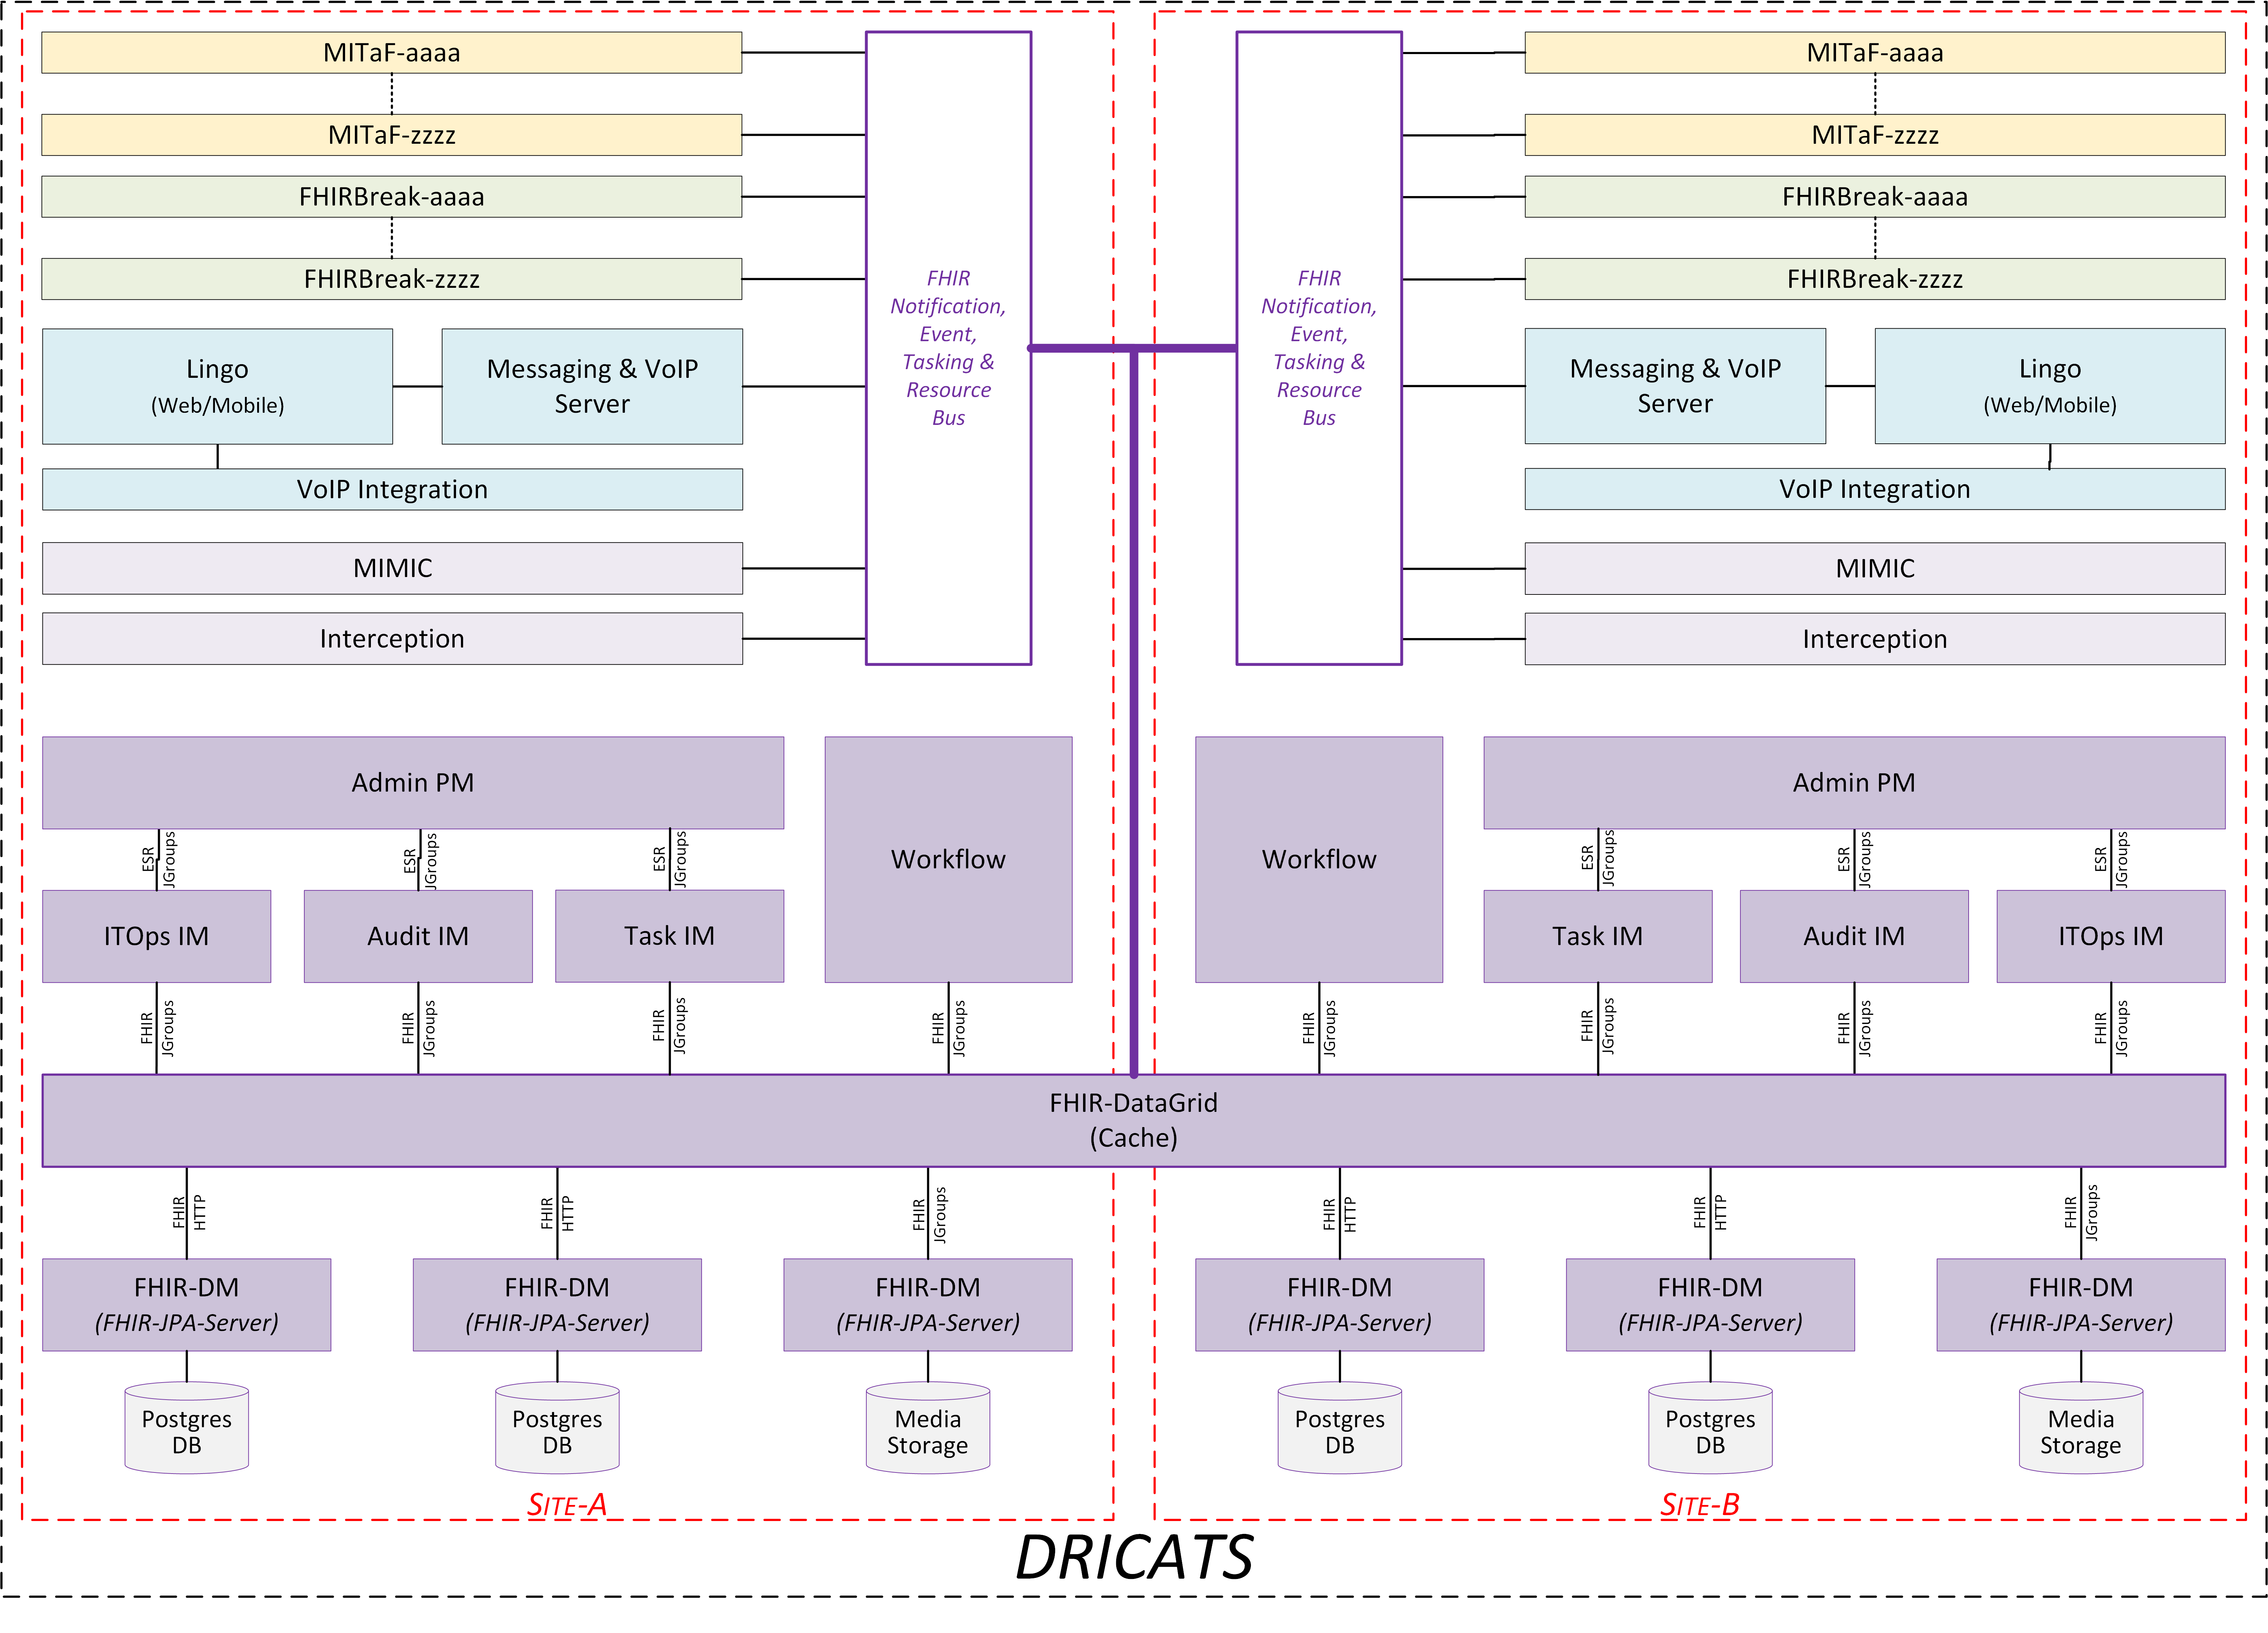 MITaF-aaaa
MITaF-zzzz
FHIRBreak-aaaa
FHIRBreak-zzzz
Lingo
(Web/Mobile)
Messaging & VoIP
Server
VoIP Integration
MIMIC
Interception
FHIR
Notification,
Event,
Tasking &
Resource
Bus
FHIR
Notification,
Event,
Tasking &
Resource
Bus
MITaF-aaaa
MITaF-zzzz
FHIRBreak-aaaa
FHIRBreak-zzzz
Messaging & VoIP
Server
Lingo
(Web/Mobile)
VoIP Integration
MIMIC
Interception
Admin PM
ESR
JGroups
ESR
JGroups
ESR
JGroups
ITOps IM
Audit IM
Task IM
Workflow
FHIR
JGroups
FHIR
JGroups
FHIR
JGroups
FHIR
JGroups
Workflow
Admin PM
ESR
JGroups
ESR
JGroups
ESR
JGroups
Task IM
Audit IM
ITOps IM
FHIR
JGroups
FHIR
JGroups
FHIR
JGroups
FHIR
JGroups
FHIR-DataGrid
(Cache)
FHIR
HTTP
FHIR
HTTP
FHIR
JGroups
FHIR
HTTP
FHIR
HTTP
FHIR
JGroups
FHIR-DM
(FHIR-JPA-Server)
FHIR-DM
(FHIR-JPA-Server)
FHIR-DM
(FHIR-JPA-Server)
FHIR-DM
(FHIR-JPA-Server)
FHIR-DM
(FHIR-JPA-Server)
FHIR-DM
(FHIR-JPA-Server)
Postgres
DB
Postgres
DB
Media
Storage
Postgres
DB
Postgres
DB
Media
Storage
SITE-A
SITE-B
DRICATS